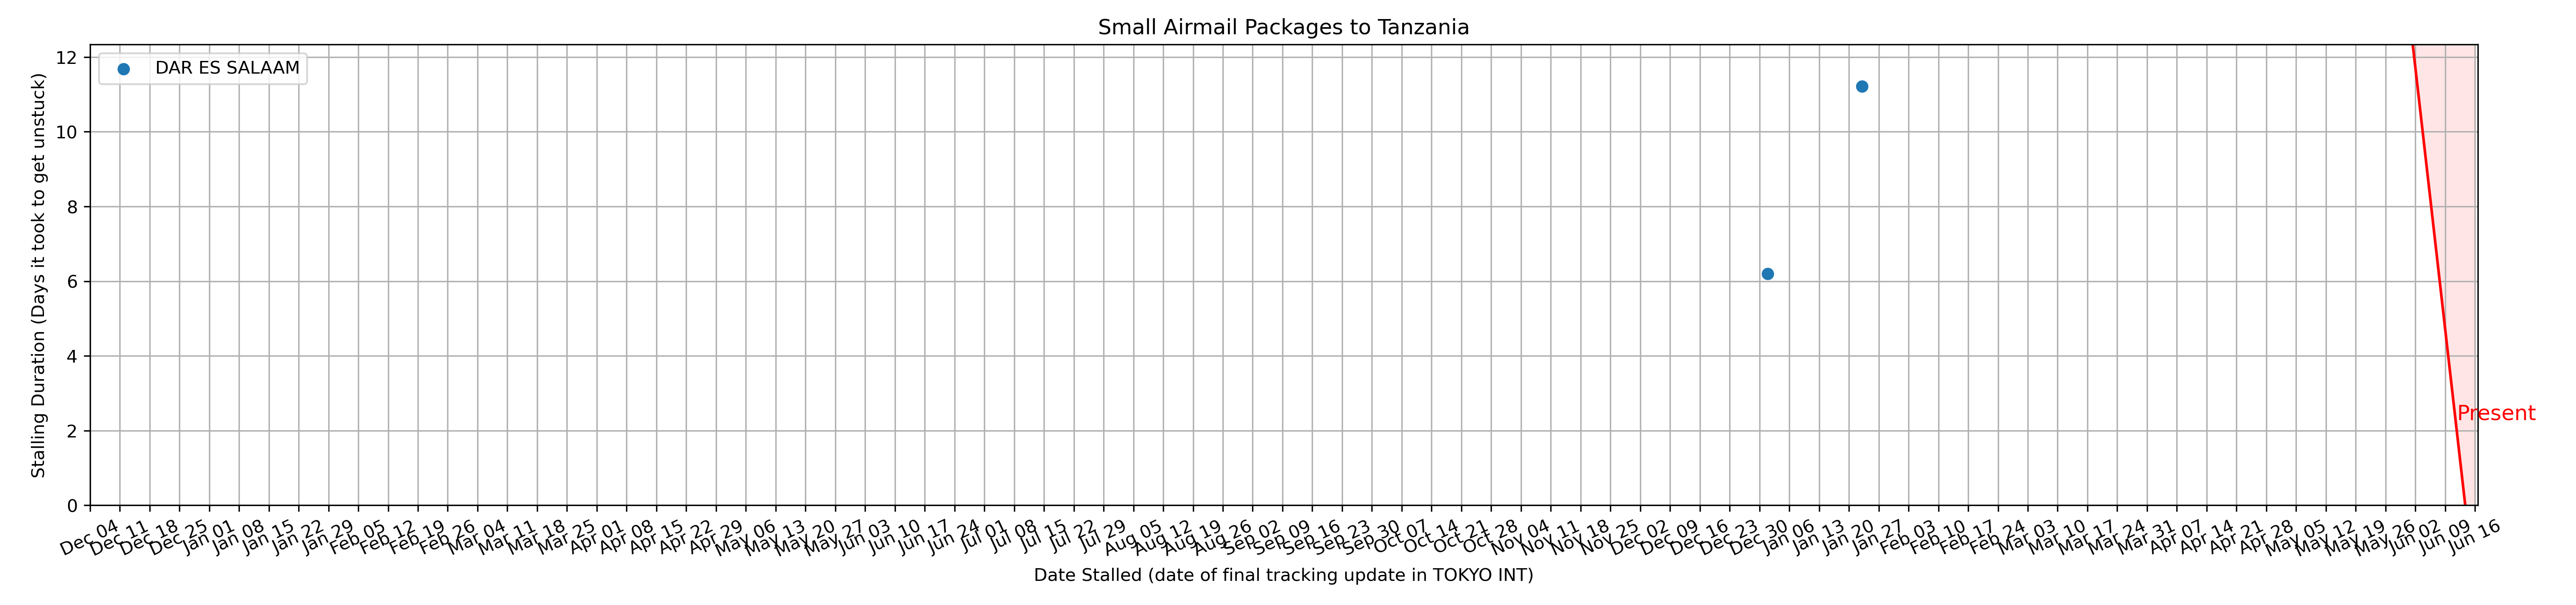 Small Airmail Packages to Tanzania
DAR ES SALAAM
Stalling Duration (Days it took to get unstuck)
12
10
8
6
4
2
0
Present
Dec 04
Dec 11
Dec 18
Dec 25
Jan 01
Jan 08
Jan 15
Jan 22
Jan 29
Feb 05
Feb 12
Feb 19
Feb 26
Mar 04
Mar 11
Mar 18
Mar 25
Apr 01
Apr 08
Apr 15
Apr 22
Apr 29
May 06
May 13
May 20
May 27
Jun 03
Jun 10
Jun 17
Jun 24
Jul 01
Jul 08
Jul 15
Jul 22
Jul 29
Aug 05
Aug 12
Aug 19
Aug 26
Sep 02
Sep 09
Sep 16
Sep 23
Sep 30
Oct 07
Oct 14
Oct 21
Oct 28
Nov 04
Nov 11
Nov 18
Nov 25
Dec 02
Dec 09
Dec 16
Dec 23
Dec 30
Jan 06
Jan 13
Jan 20
Jan 27
Feb 03
Feb 10
Feb 17
Feb 24
Mar 03
Mar 10
Mar 17
Mar 24
Mar 31
Apr 07
Apr 14
Apr 21
Apr 28
May 05
May 12
May 19
May 26
Jun 02
Jun 09
Jun 16
Date Stalled (date of final tracking update in TOKYO INT)